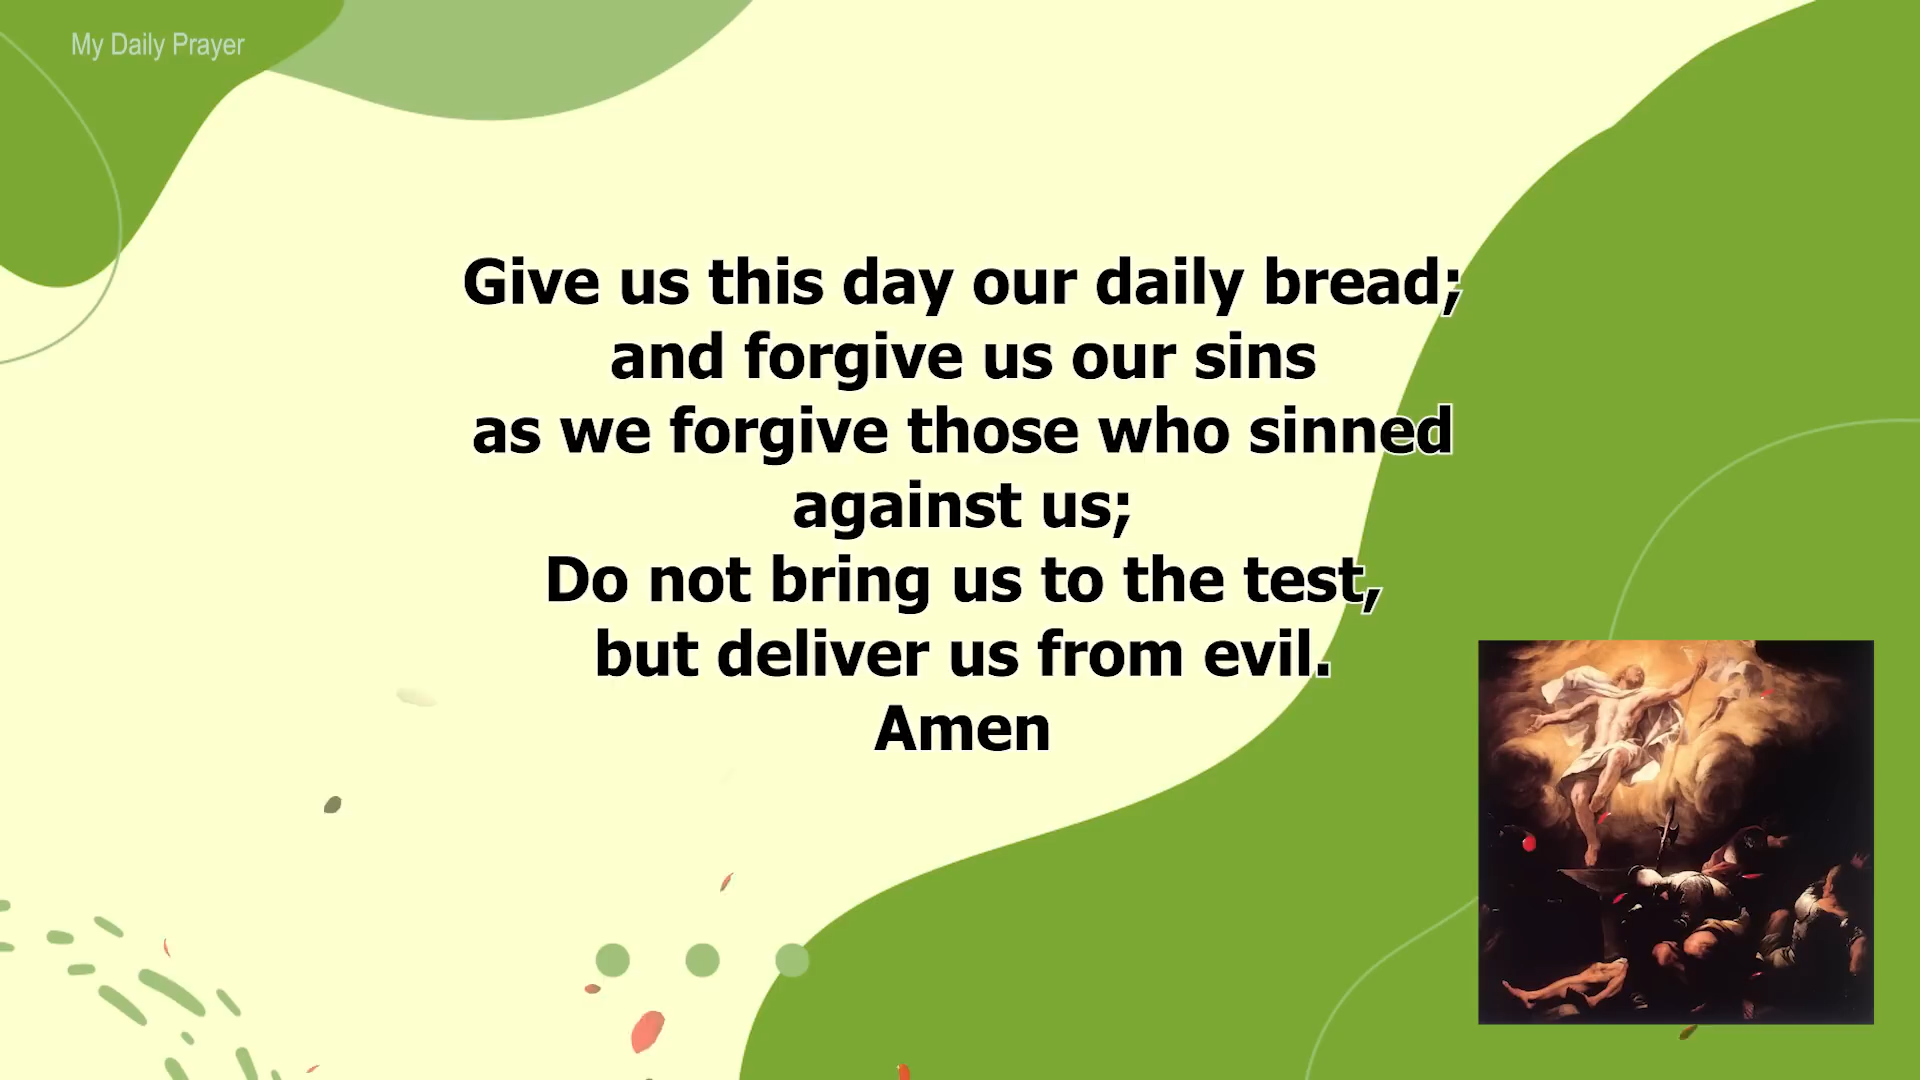 My Daily Prayer
Give us this day our daily bread;
and forgive us our sins
as we forgive those who sinned
against us;
Do not bring us to the test,
but deliver us from evil.
Amen